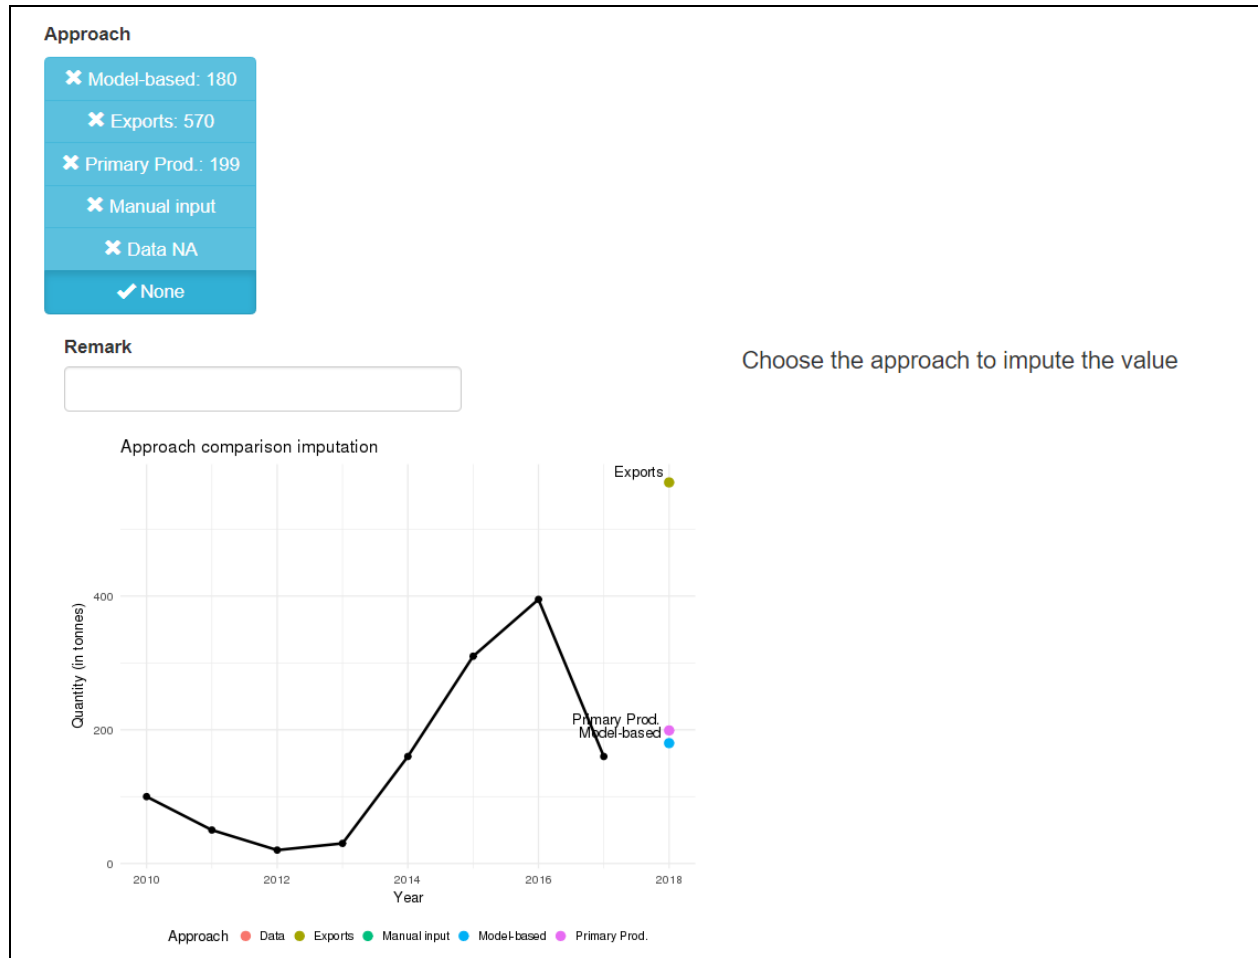 Approach
✖ Model-based: 180
✖ Exports: 570
✖ Primary Prod.: 199
✖ Manual input
✖ Data NA
✔ None
Remark
Choose the approach to impute the value
Approach comparison imputation
Exports
400
Quantity (in tonnes)
Primary Prod.
200
Model-based
0
2010 2012 2014 2016 2018
Year
Approach Data Exports Manual input Model-based Primary Prod.